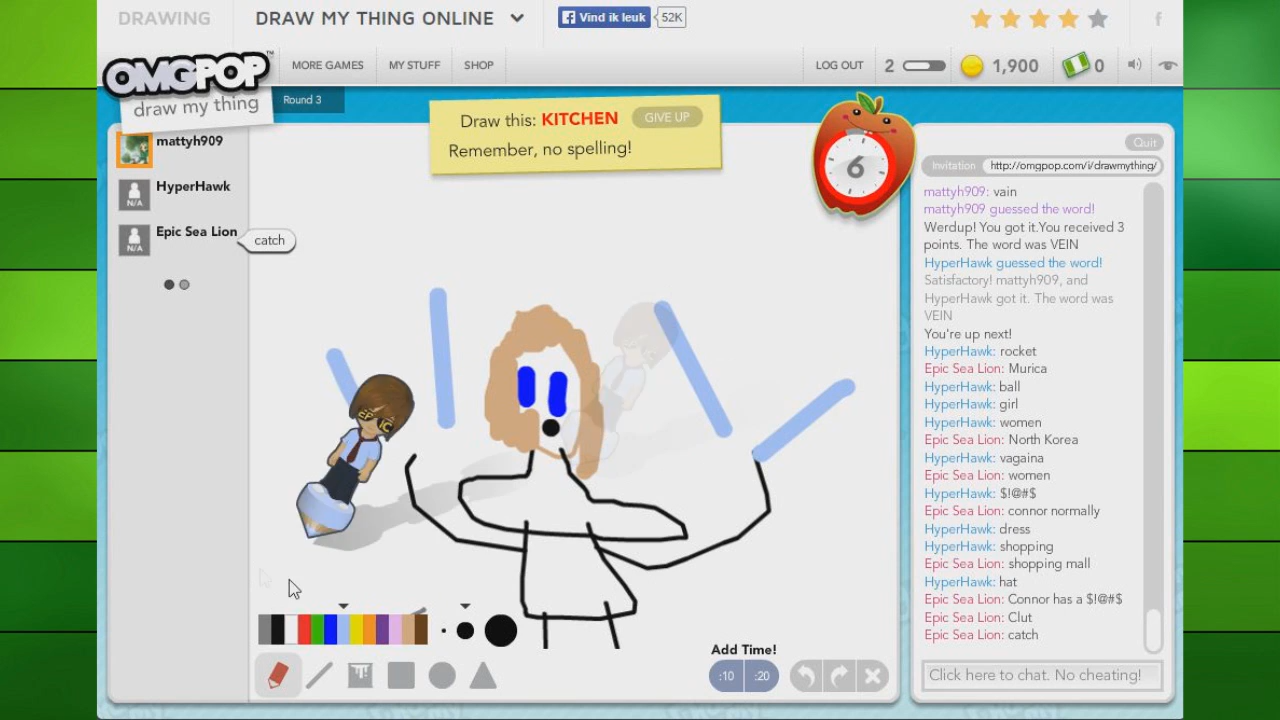 DRAWING
DRAW MY THING ONLINE
Vind ik leuk
52K
OMGPOP™
draw my thing
MORE GAMES
MY STUFF
SHOP
LOG OUT
2
1,900
0
Round 3
Draw this: KITCHEN
GIVE UP
Remember, no spelling!
6
mattyh909
N/A
HyperHawk
N/A
Epic Sea Lion
catch
EPIC
Quit
Invitation
http://omgpop.com/i/drawmything/
mattyh909: vain
mattyh909 guessed the word!
Werdup! You got it.You received 3
points. The word was VEIN
HyperHawk guessed the word!
Satisfactory! mattyh909, and
HyperHawk got it. The word was
VEIN
You're up next!
HyperHawk: rocket
Epic Sea Lion: Murica
HyperHawk: ball
HyperHawk: girl
HyperHawk: women
Epic Sea Lion: North Korea
HyperHawk: vagaina
Epic Sea Lion: women
HyperHawk: $!@#$
Epic Sea Lion: connor normally
HyperHawk: dress
HyperHawk: shopping
Epic Sea Lion: shopping mall
HyperHawk: hat
Epic Sea Lion: Connor has a $!@#$
Epic Sea Lion: Clut
Epic Sea Lion: catch
Add Time!
:10
:20
Click here to chat. No cheating!